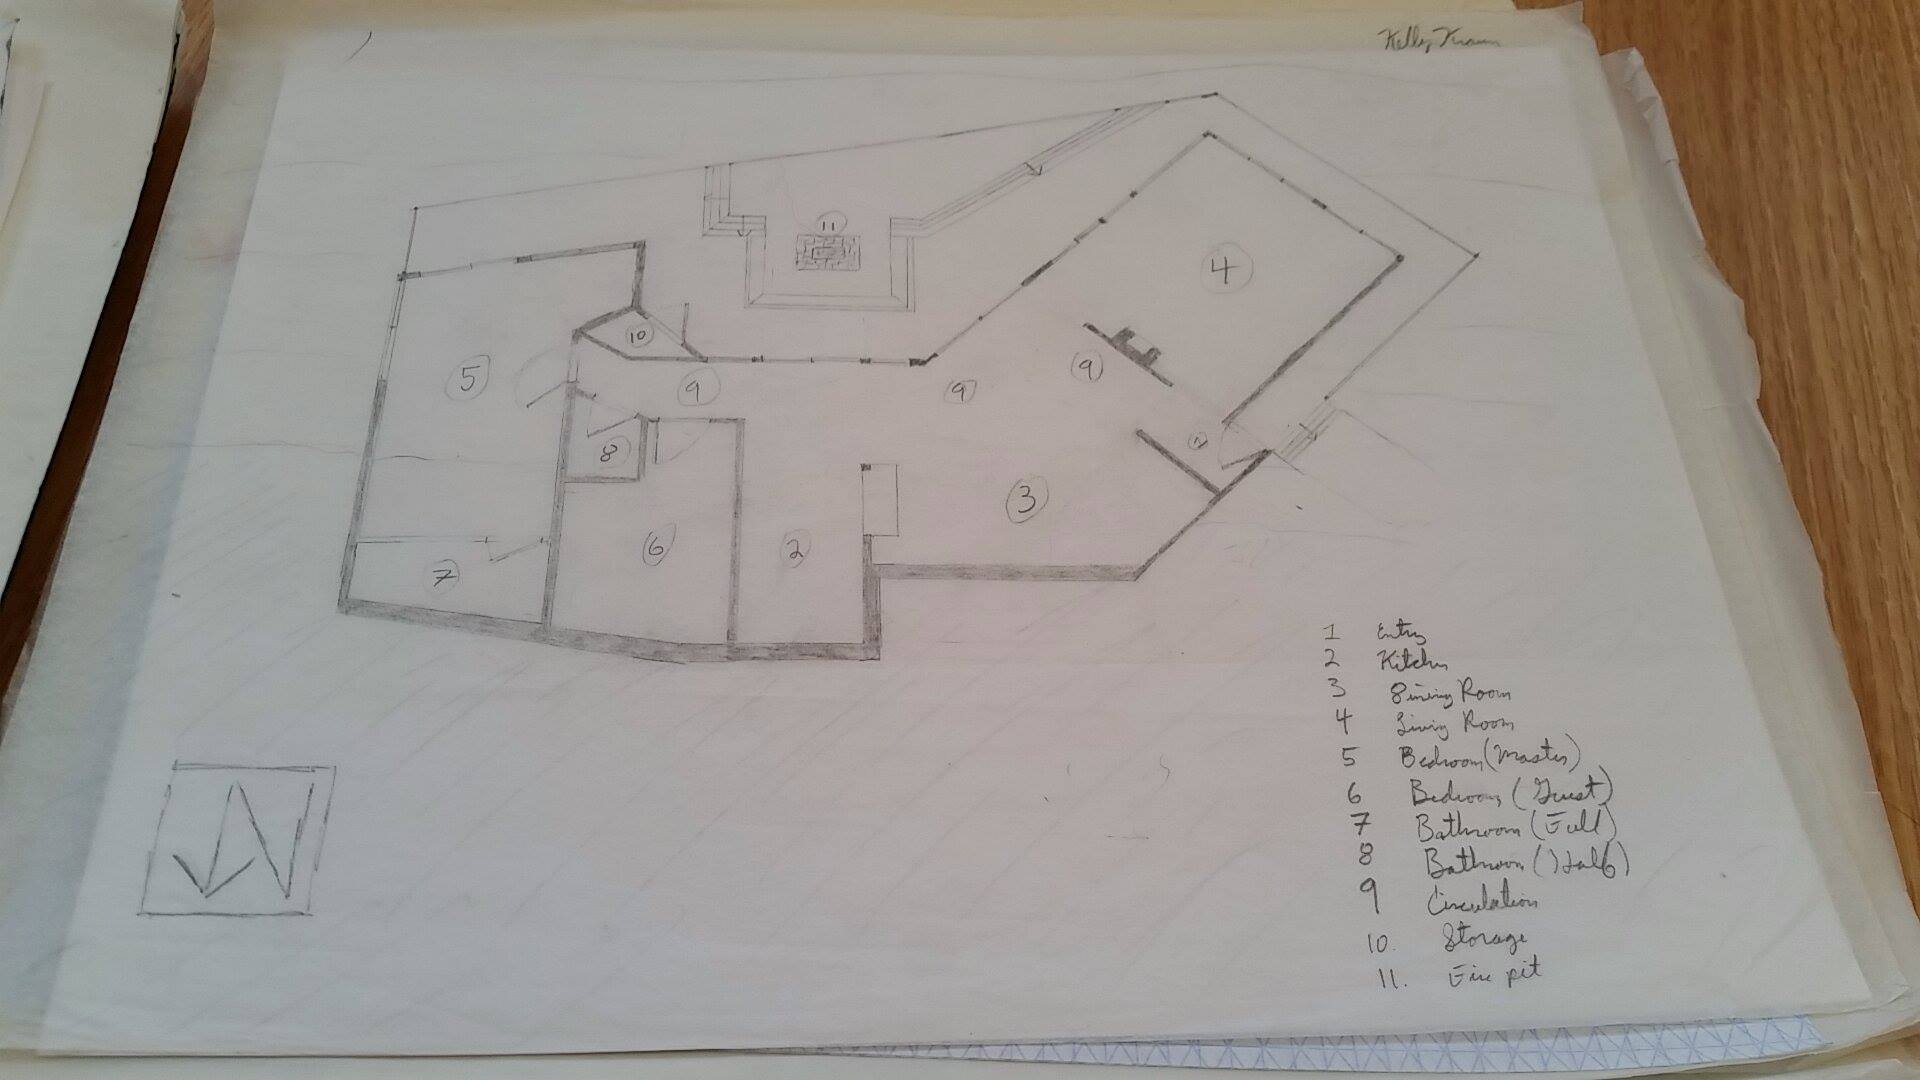 Kelly
11
4
10
5
9
9
9
8
1
3
6
2
7
1 Entry
2 Kitchen
3 Dining Room
4 Living Room
5 Bedroom (Master)
6 Bedroom (Guest)
7 Bathroom (Full)
8 Bathroom (Half)
9 Circulation
10. Storage
11. Fire pit
N